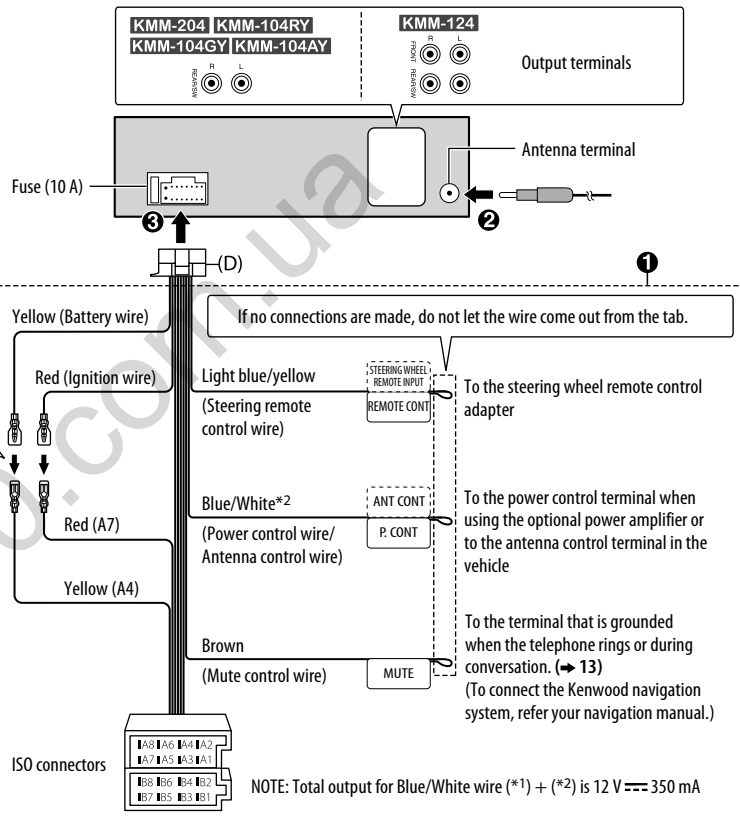 KMM-204 KMM-104RY
KMM-104GY KMM-104AY
R L
REAR/SW
KMM-124
R L
FRONT
REAR/SW
Output terminals
Antenna terminal
Fuse (10 A)
❸
❷
(D)
❶
Yellow (Battery wire)
If no connections are made, do not let the wire come out from the tab.
Red (Ignition wire)
Light blue/yellow
(Steering remote
control wire)
STEERING WHEEL
REMOTE INPUT
REMOTE CONT
To the steering wheel remote control
adapter
Blue/White*2
(Power control wire/
Antenna control wire)
ANT CONT
P. CONT
To the power control terminal when
using the optional power amplifier or
to the antenna control terminal in the
vehicle
Red (A7)
Yellow (A4)
Brown
(Mute control wire)
MUTE
To the terminal that is grounded
when the telephone rings or during
conversation. (➜ 13)
(To connect the Kenwood navigation
system, refer your navigation manual.)
ISO connectors
A8 A6 A4 A2
A7 A5 A3 A1
B8 B6 B4 B2
B7 B5 B3 B1
NOTE: Total output for Blue/White wire (*1) + (*2) is 12 V ⎓ 350 mA
0.com.ua